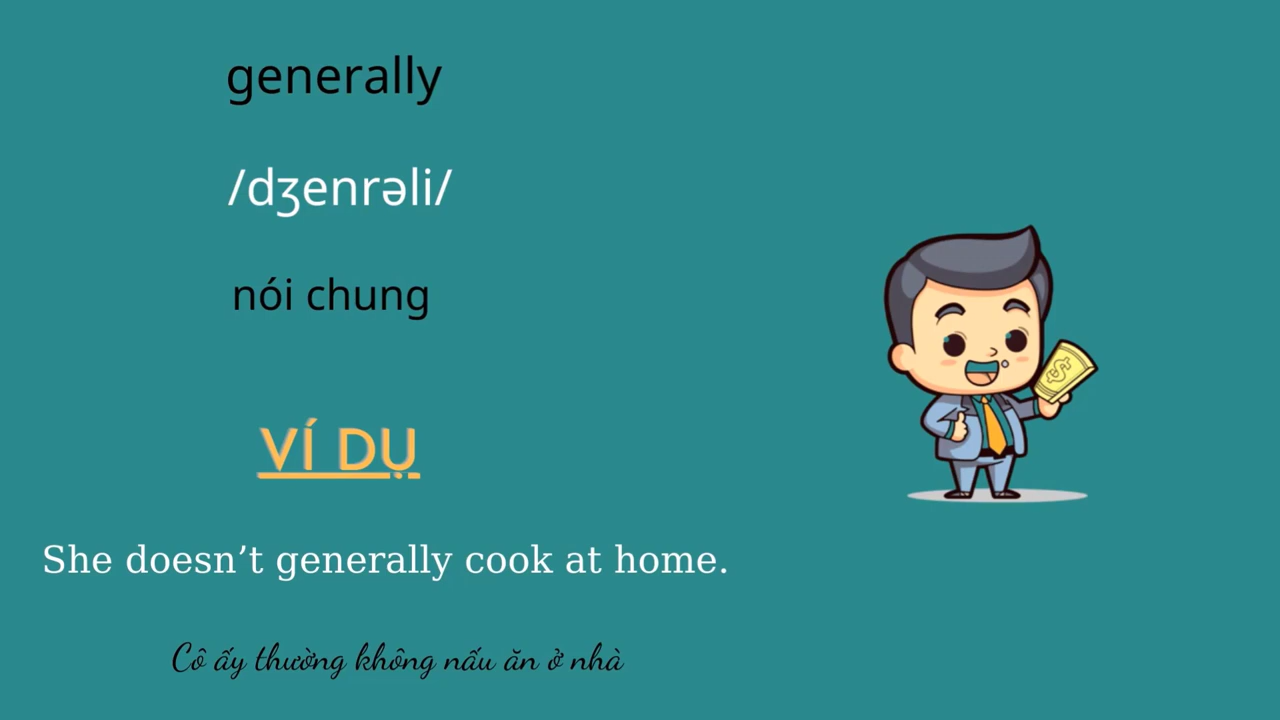 generally
/dʒenrəli/
nói chung
VÍ DỤ
She doesn’t generally cook at home.
Cô ấy thường không nấu ăn ở nhà